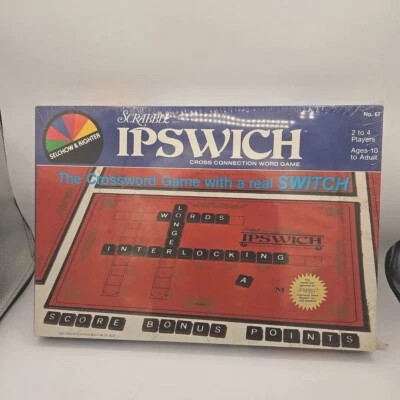 SCRABBLE
No. 67
IPSWICH
CROSS CONNECTION WORD GAME
SELCHOW & RIGHTER
2 to 4
Players
Ages-10
to Adult
The Crossword Game with a real SWITCH
LONGER
WORDS
IPSWICH
INTERLOCKING
A
M
SCORE BONUS POINTS